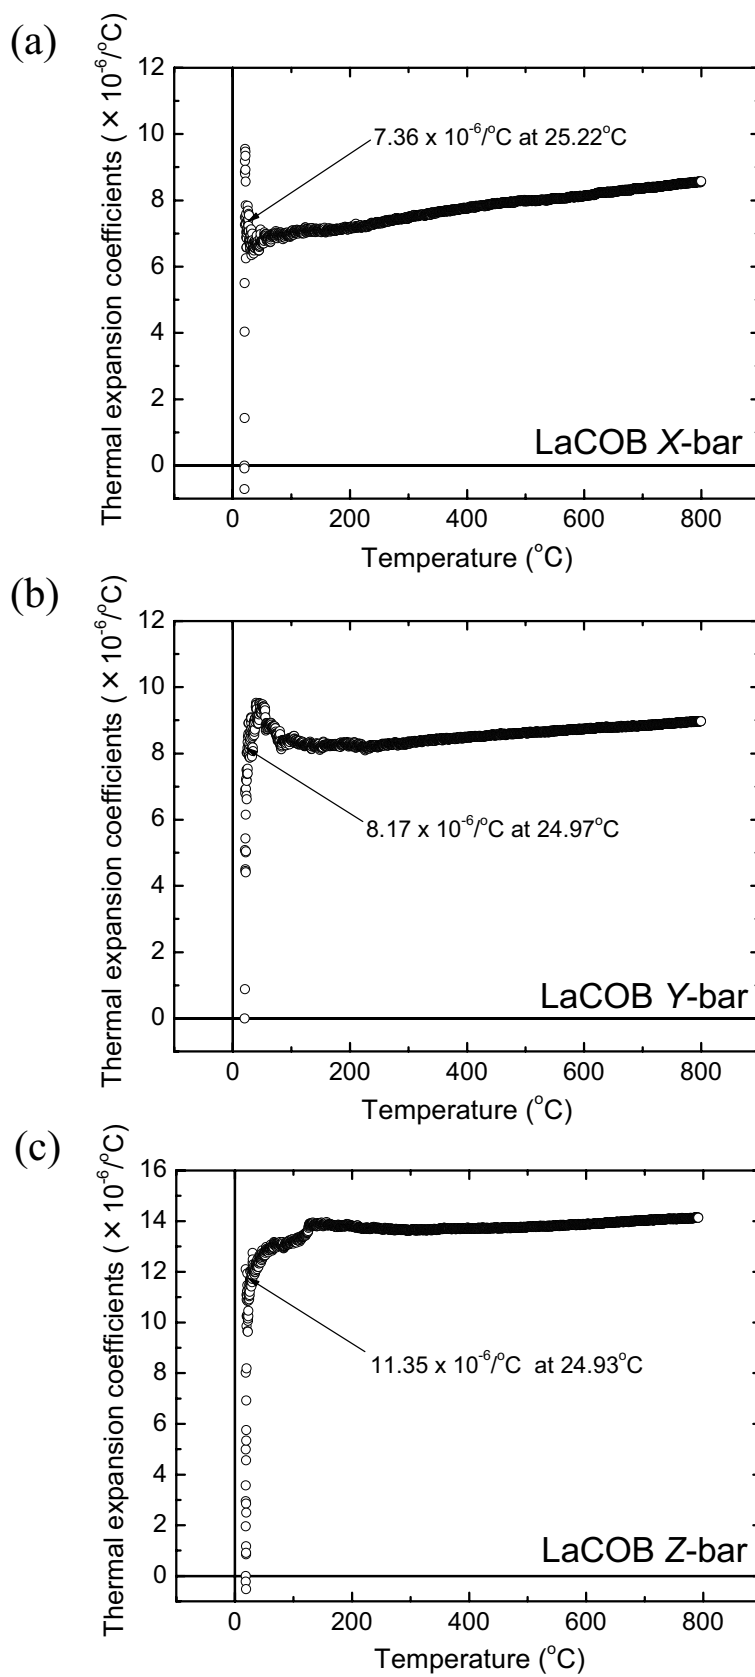 (a)
Thermal expansion coefficients (×10⁻⁶/°C)
12
10
8
6
4
2
0
7.36 x 10⁻⁶/°C at 25.22°C
LaCOB X-bar
0 200 400 600 800
Temperature (°C)
(b)
Thermal expansion coefficients (×10⁻⁶/°C)
12
10
8
6
4
2
0
8.17 x 10⁻⁶/°C at 24.97°C
LaCOB Y-bar
0 200 400 600 800
Temperature (°C)
(c)
Thermal expansion coefficients (×10⁻⁶/°C)
16
14
12
10
8
6
4
2
0
11.35 x 10⁻⁶/°C at 24.93°C
LaCOB Z-bar
0 200 400 600 800
Temperature (°C)